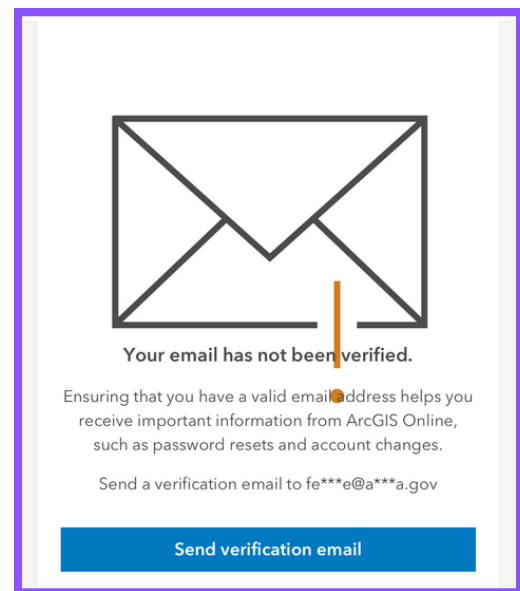 Your email has not been verified.
Ensuring that you have a valid email address helps you
receive important information from ArcGIS Online,
such as password resets and account changes.
Send a verification email to fe***e@a***a.gov
Send verification email